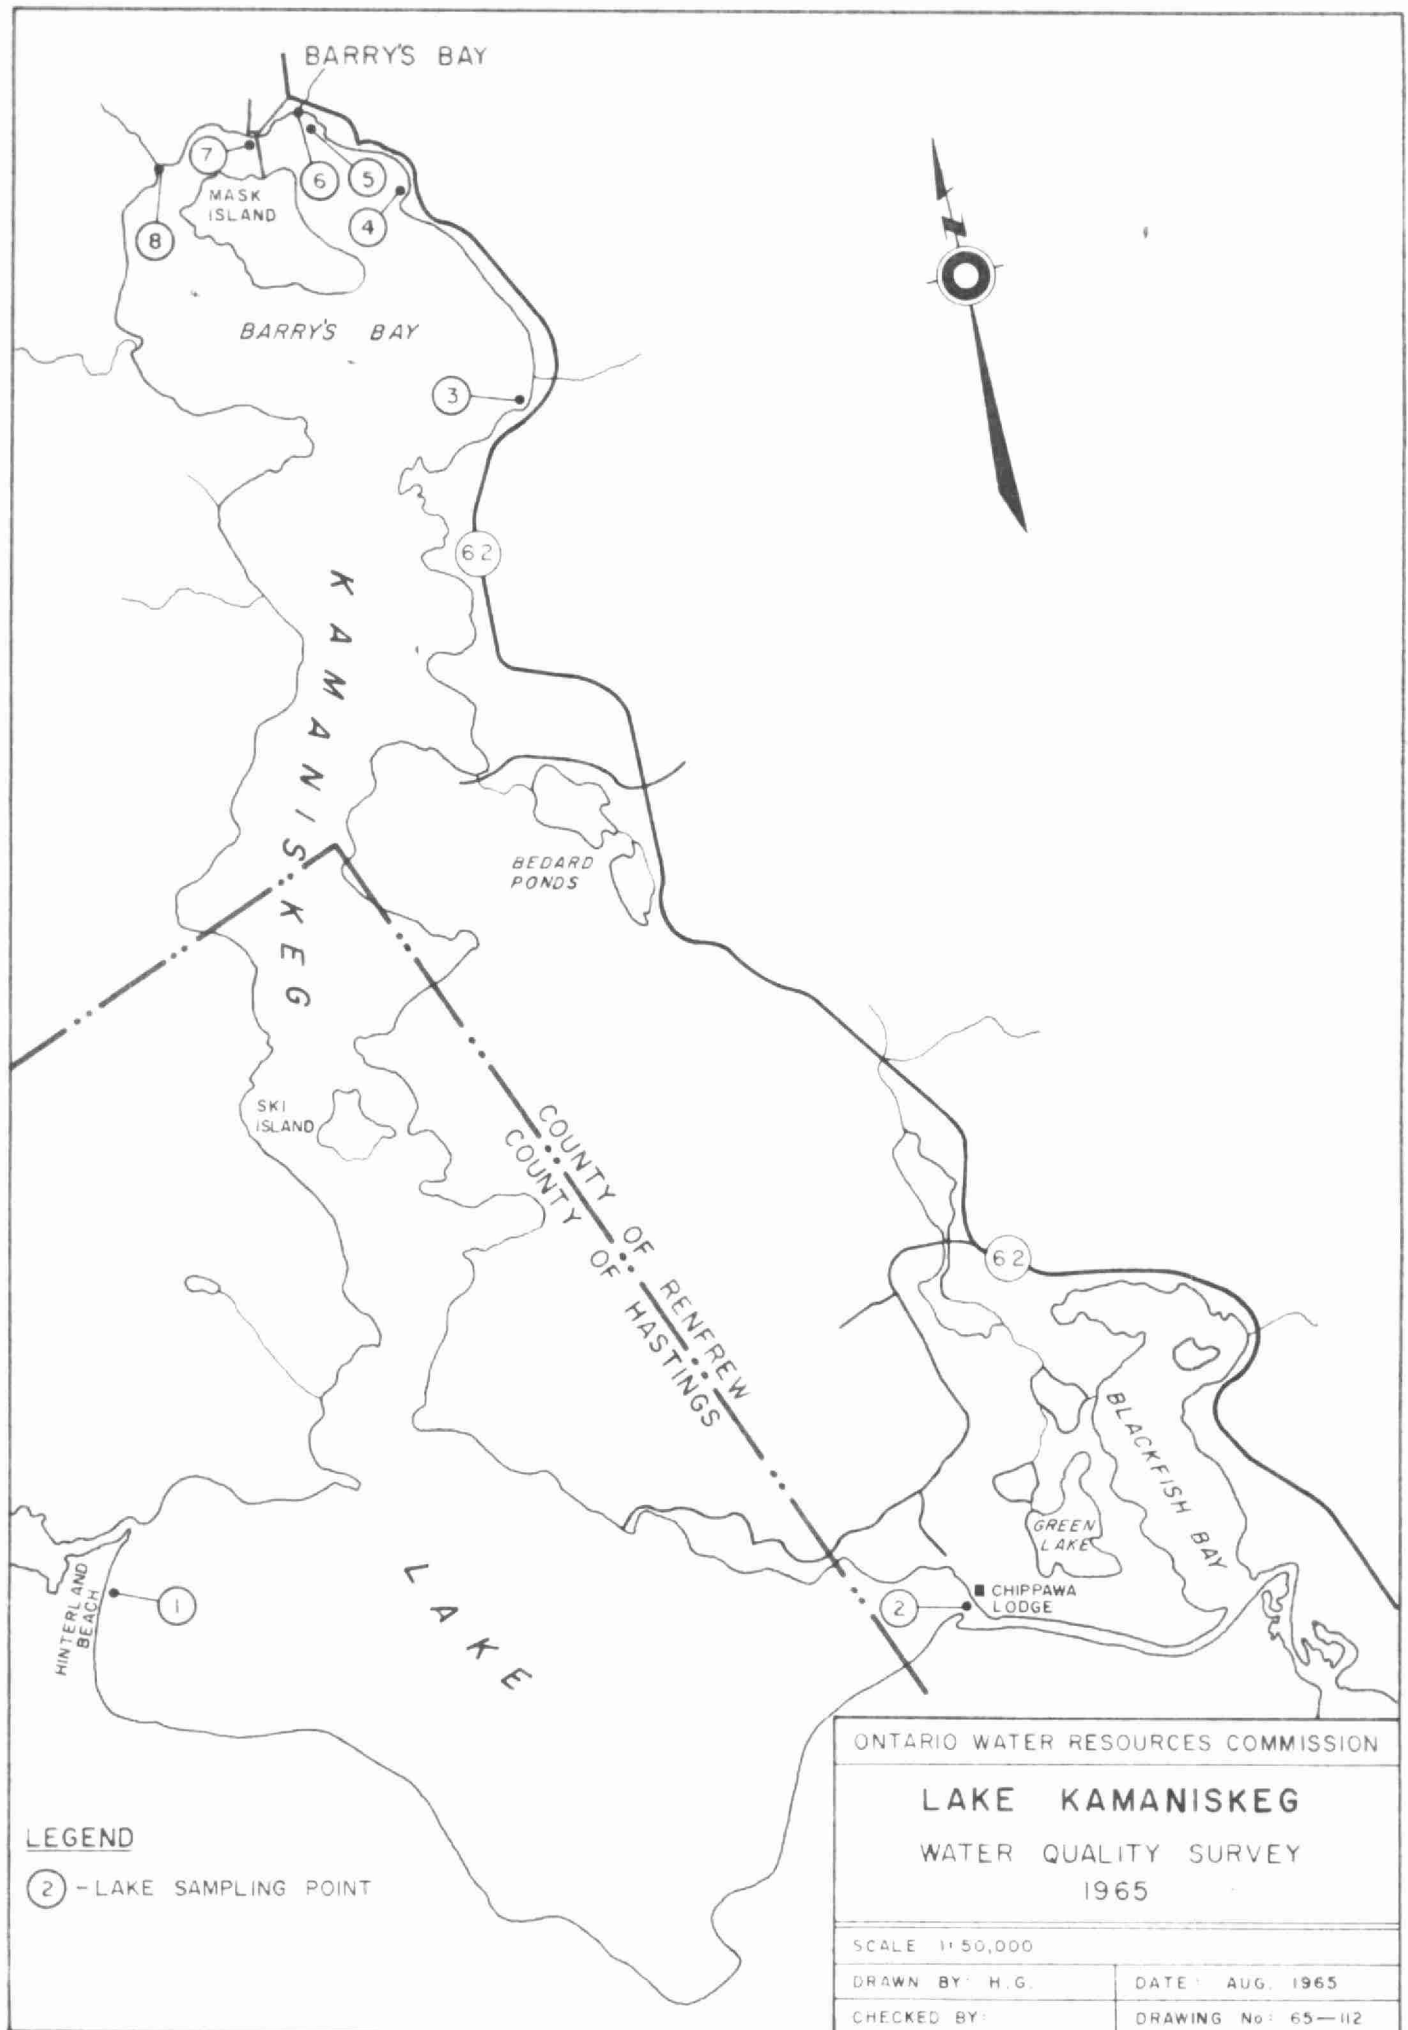 BARRY'S BAY
7
6
5
MASK
ISLAND
4
8
BARRY'S BAY
N
3
62
KAMANISKEG
BEDARD
PONDS
SKI
ISLAND
COUNTY OF RENFREW
COUNTY OF HASTINGS
62
BLACKFISH BAY
GREEN
LAKE
HINTERLAND
BEACH
1
LAKE
2
CHIPPAWA
LODGE
LEGEND
2 - LAKE SAMPLING POINT
ONTARIO WATER RESOURCES COMMISSION
LAKE KAMANISKEG
WATER QUALITY SURVEY
1965
SCALE 1:50,000
DRAWN BY: H.G.
DATE: AUG. 1965
CHECKED BY:
DRAWING No: 65-112